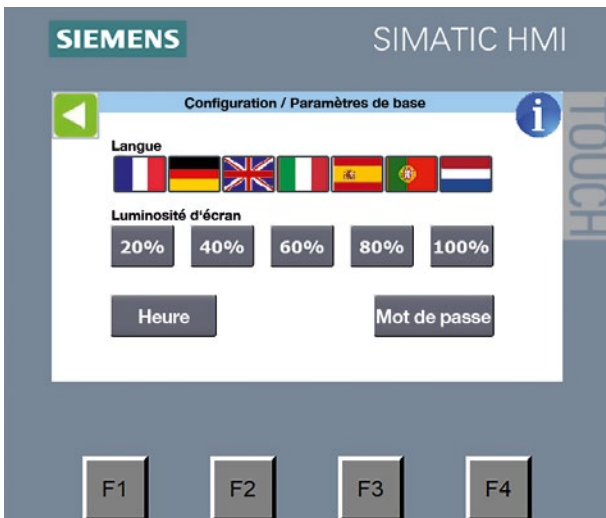 SIEMENS
SIMATIC HMI
TOUCH
Configuration / Paramètres de base
i
Langue
Luminosité d'écran
20% 40% 60% 80% 100%
Heure Mot de passe
F1 F2 F3 F4